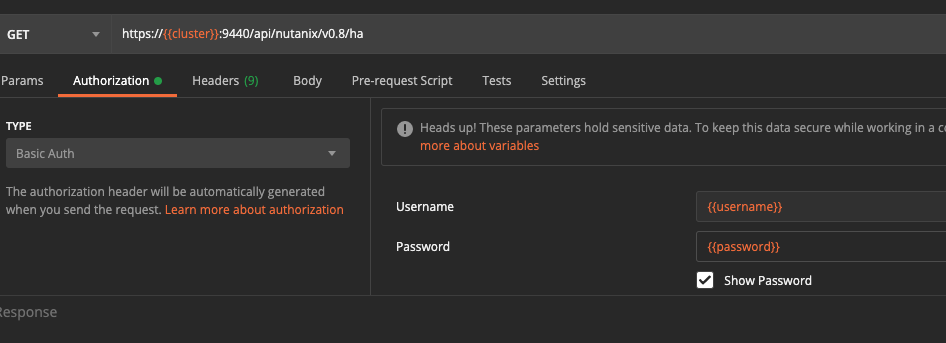 GET https://{{cluster}}:9440/api/nutanix/v0.8/ha
Params Authorization Headers (9) Body Pre-request Script Tests Settings
TYPE
Basic Auth
The authorization header will be automatically generated
when you send the request. Learn more about authorization
Heads up! These parameters hold sensitive data. To keep this data secure while working in a
more about variables
Username {{username}}
Password {{password}}
Show Password
Response